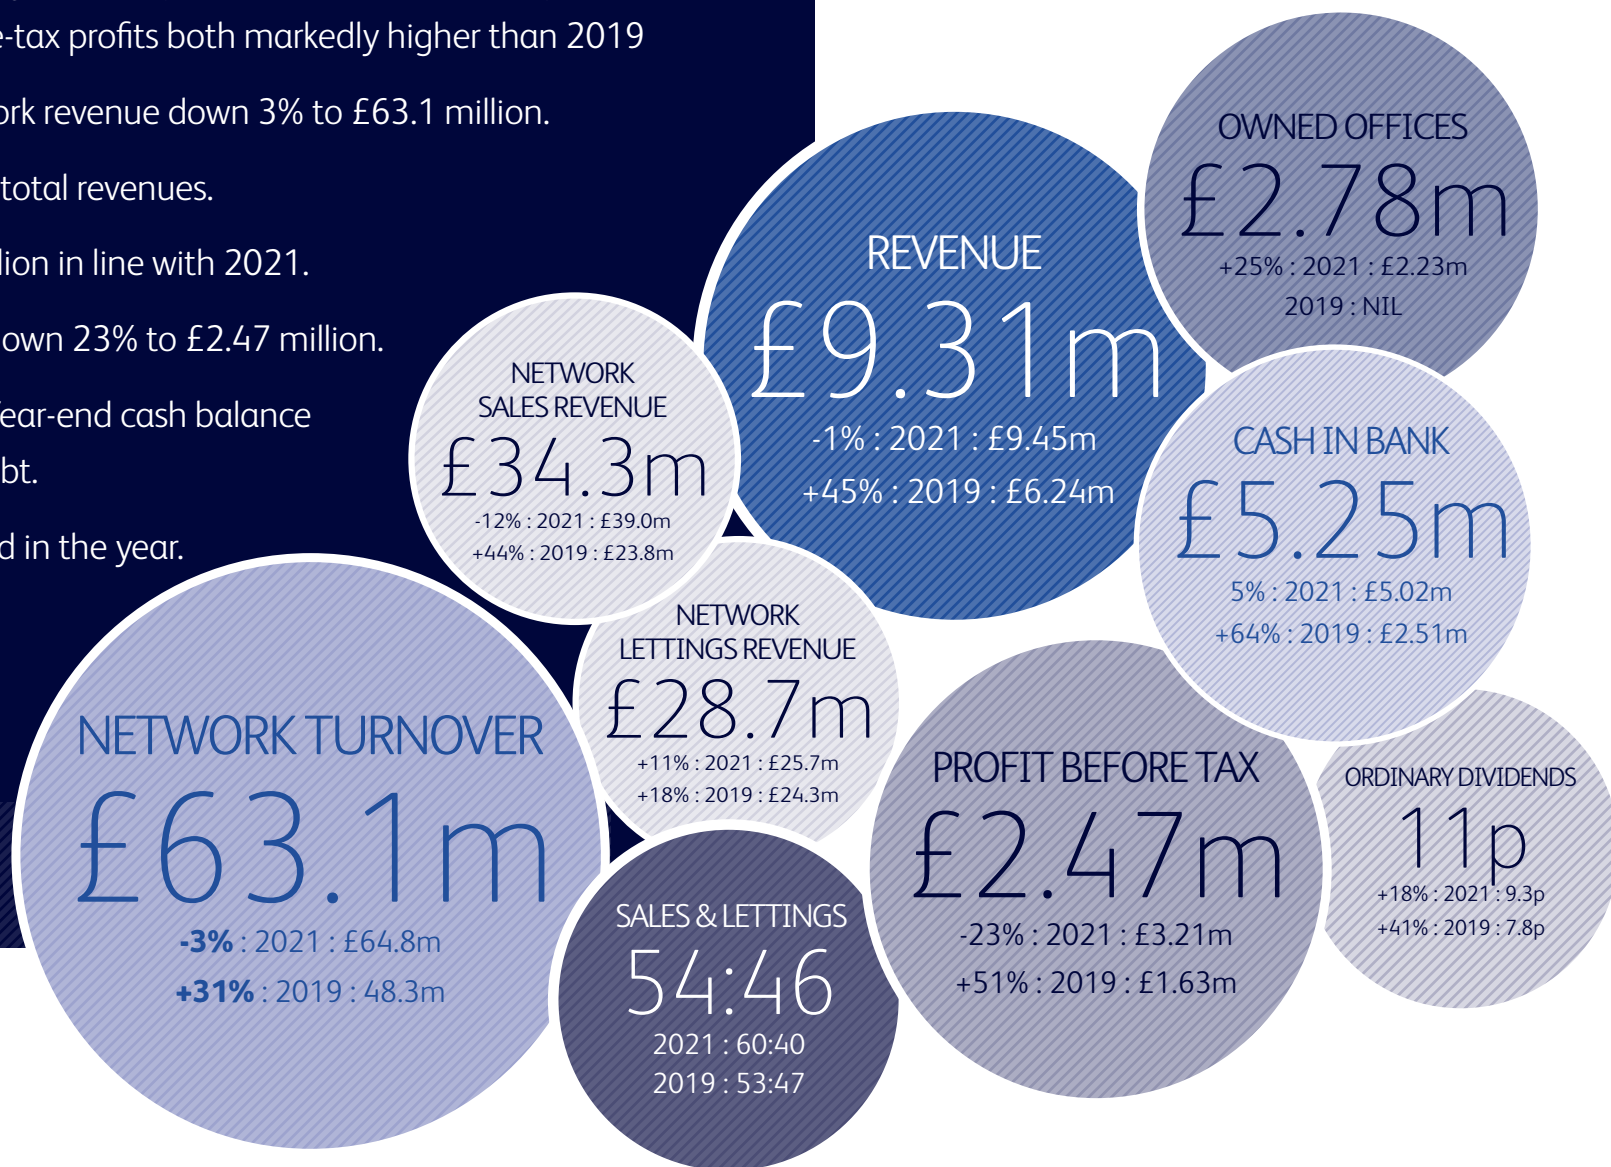 e-tax profits both markedly higher than 2019
ork revenue down 3% to £63.1 million.
total revenues.
lion in line with 2021.
own 23% to £2.47 million.
ear-end cash balance
bt.
d in the year.
OWNED OFFICES
£2.78m
+25% : 2021 : £2.23m
2019 : NIL
REVENUE
£9.31m
-1% : 2021 : £9.45m
+45% : 2019 : £6.24m
NETWORK
SALES REVENUE
£34.3m
-12% : 2021 : £39.0m
+44% : 2019 : £23.8m
CASH IN BANK
£5.25m
5% : 2021 : £5.02m
+64% : 2019 : £2.51m
NETWORK
LETTINGS REVENUE
£28.7m
+11% : 2021 : £25.7m
+18% : 2019 : £24.3m
NETWORK TURNOVER
£63.1m
-3% : 2021 : £64.8m
+31% : 2019 : 48.3m
PROFIT BEFORE TAX
£2.47m
-23% : 2021 : £3.21m
+51% : 2019 : £1.63m
ORDINARY DIVIDENDS
11p
+18% : 2021 : 9.3p
+41% : 2019 : 7.8p
SALES & LETTINGS
54:46
2021 : 60:40
2019 : 53:47